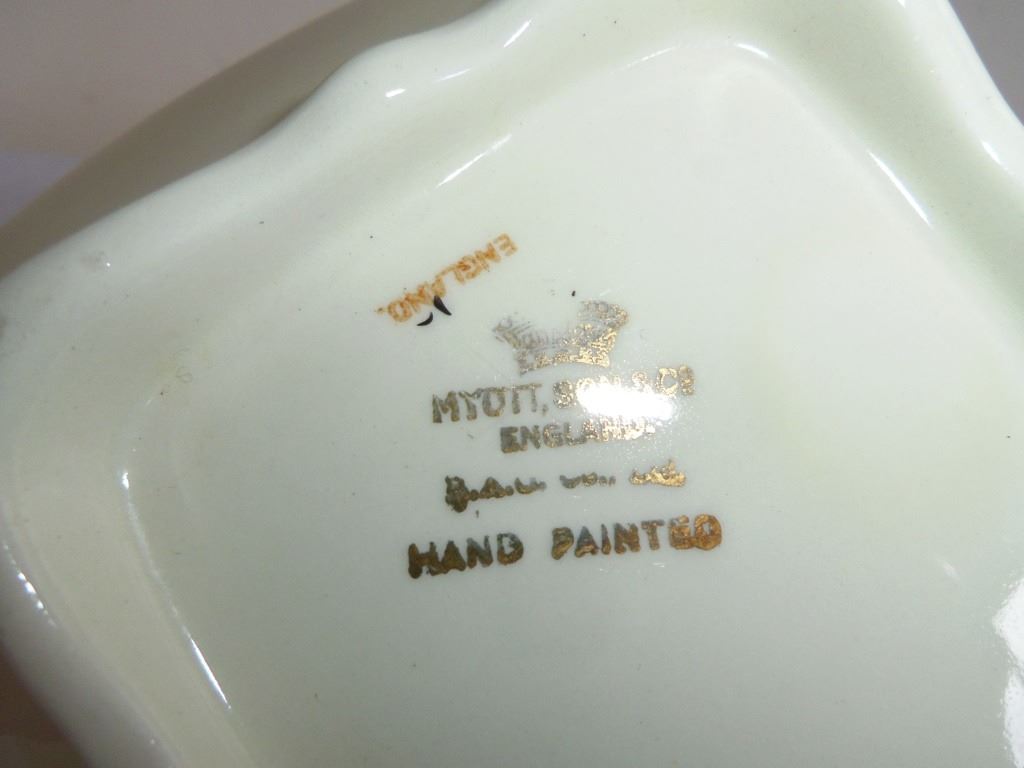 ENGLAND
MYOTT, SON & Co
ENGLAND
HAND PAINTED